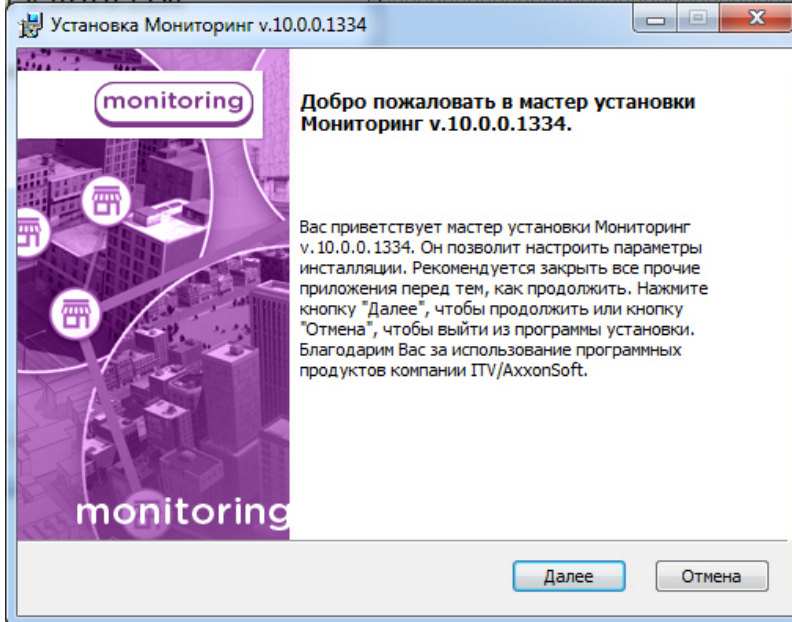 Установка Мониторинг v.10.0.0.1334
monitoring
Добро пожаловать в мастер установки
Мониторинг v.10.0.0.1334.
Вас приветствует мастер установки Мониторинг
v.10.0.0.1334. Он позволит настроить параметры
инсталляции. Рекомендуется закрыть все прочие
приложения перед тем, как продолжить. Нажмите
кнопку "Далее", чтобы продолжить или кнопку
"Отмена", чтобы выйти из программы установки.
Благодарим Вас за использование программных
продуктов компании ITV/AxxonSoft.
monitoring
Далее
Отмена